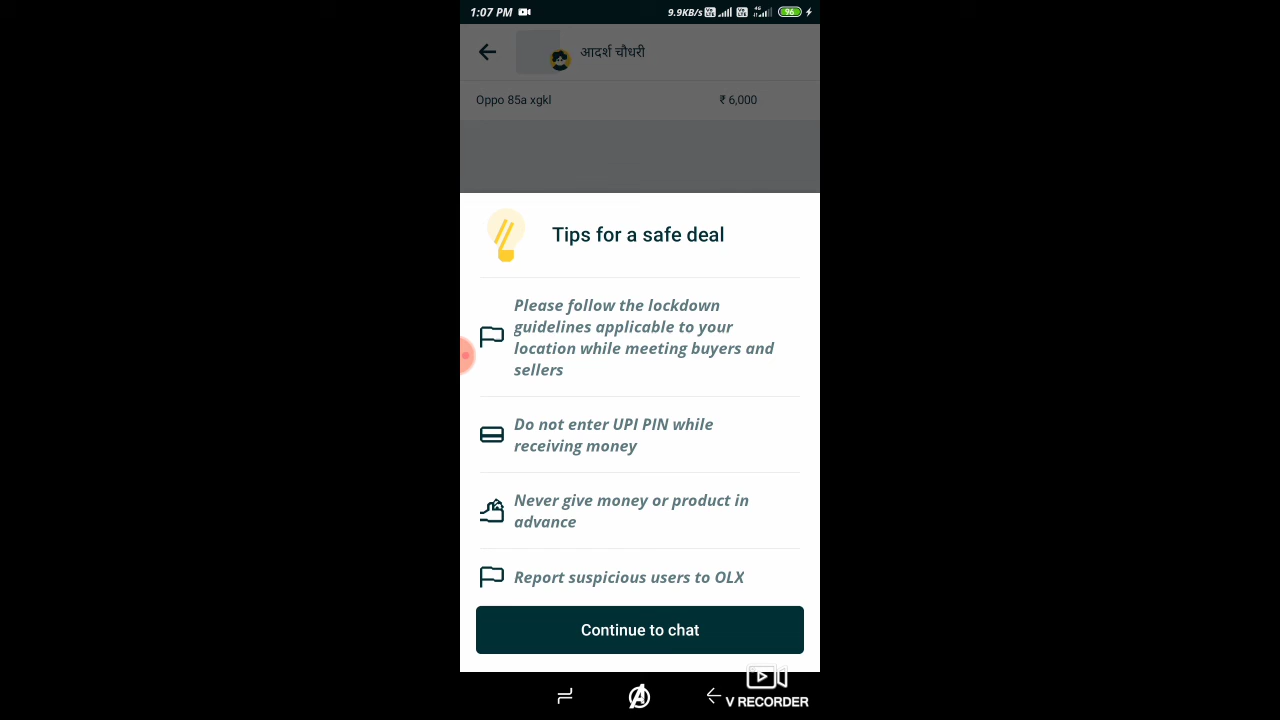 1:07 PM 9.9KB/s 4G 96
आदर्श चौधरी
Oppo 85a xgkl ₹ 6,000
Tips for a safe deal
Please follow the lockdown
guidelines applicable to your
location while meeting buyers and
sellers
Do not enter UPI PIN while
receiving money
Never give money or product in
advance
Report suspicious users to OLX
Continue to chat
V RECORDER